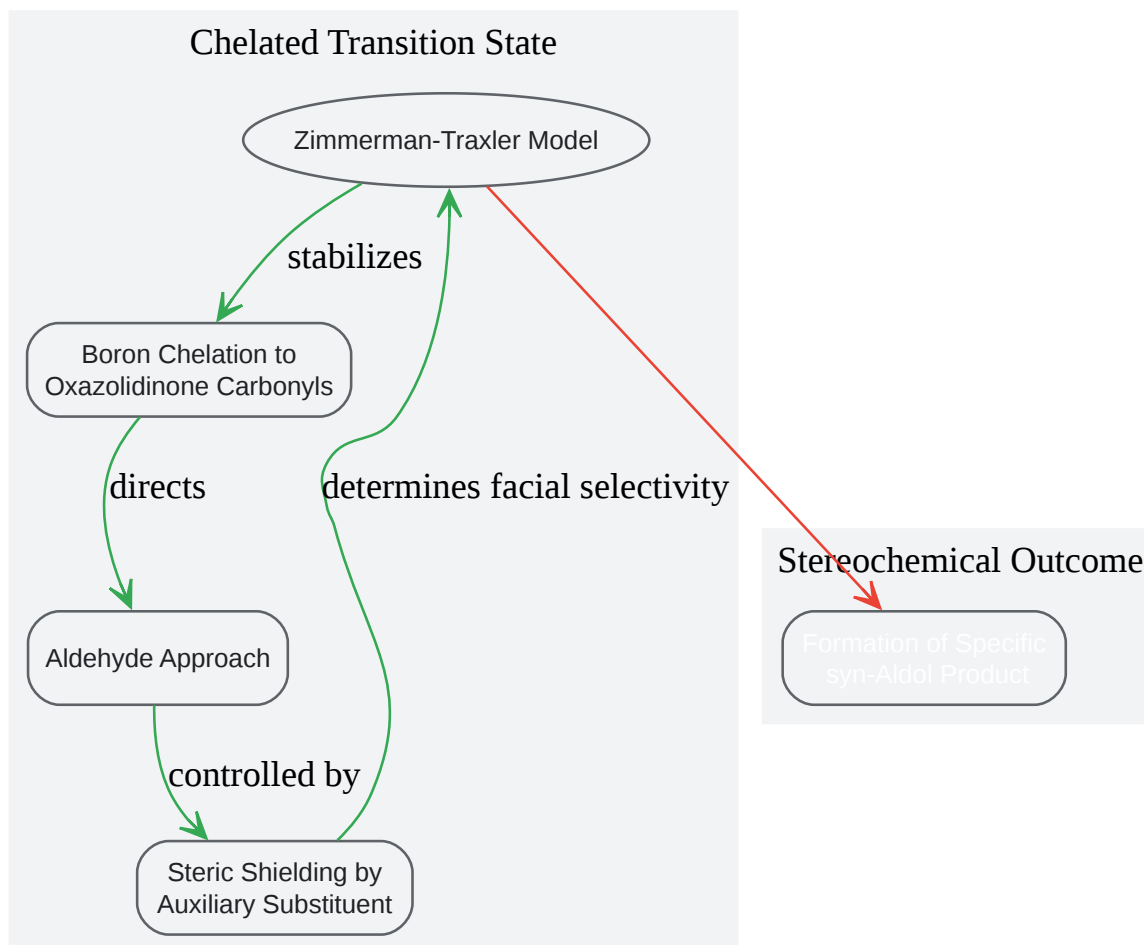 Chelated Transition State
Zimmerman-Traxler Model
stabilizes
Boron Chelation to
Oxazolidinone Carbonyls
directs
determines facial selectivity
Stereochemical Outcome
Aldehyde Approach
Formation of Specific
syn-Aldol Product
controlled by
Steric Shielding by
Auxiliary Substituent